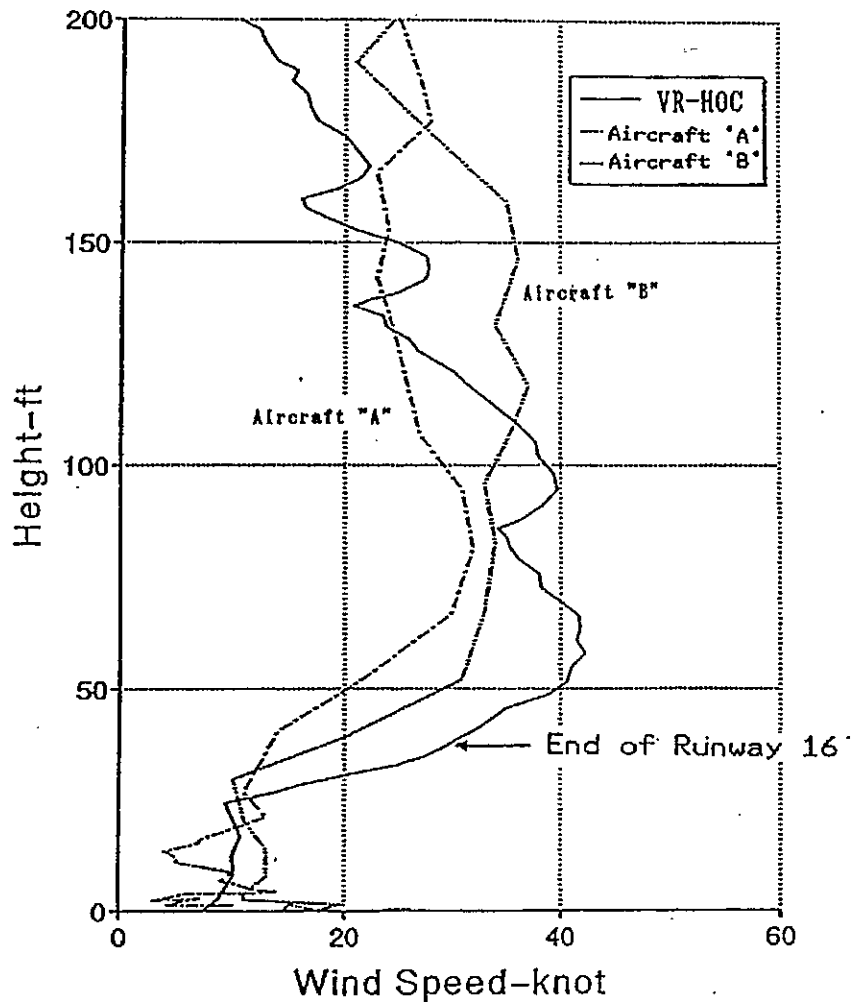 200
150
100
50
0
Height-ft
VR-HOC
Aircraft "A"
Aircraft "B"
Aircraft "B"
Aircraft "A"
End of Runway 16
0
20
40
60
Wind Speed-knot